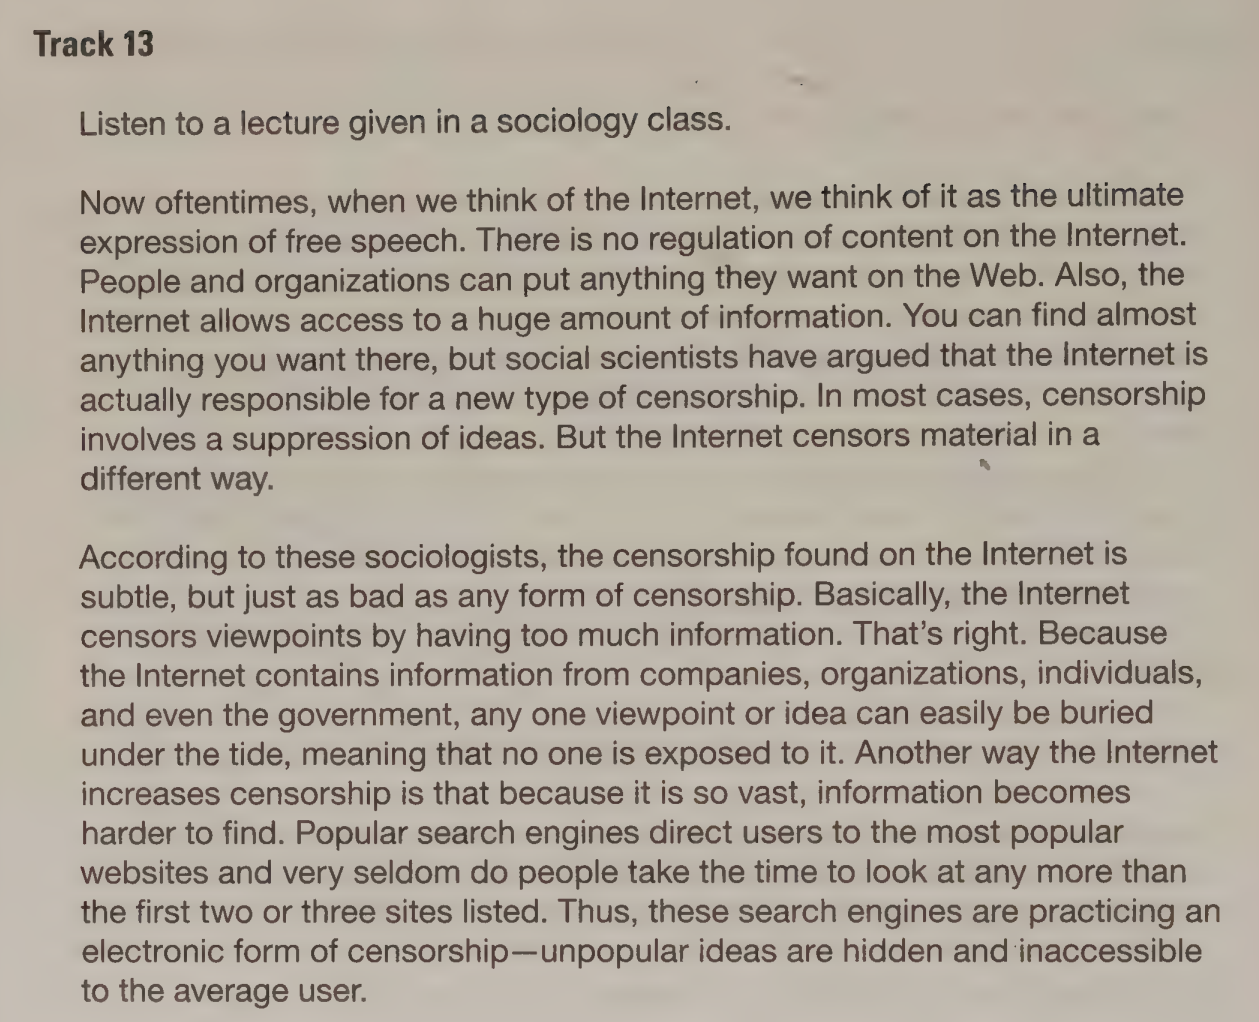 Track 13
Listen to a lecture given in a sociology class.
Now oftentimes, when we think of the Internet, we think of it as the ultimate
expression of free speech. There is no regulation of content on the Internet.
People and organizations can put anything they want on the Web. Also, the
Internet allows access to a huge amount of information. You can find almost
anything you want there, but social scientists have argued that the Internet is
actually responsible for a new type of censorship. In most cases, censorship
involves a suppression of ideas. But the Internet censors material in a
different way.
According to these sociologists, the censorship found on the Internet is
subtle, but just as bad as any form of censorship. Basically, the Internet
censors viewpoints by having too much information. That's right. Because
the Internet contains information from companies, organizations, individuals,
and even the government, any one viewpoint or idea can easily be buried
under the tide, meaning that no one is exposed to it. Another way the Internet
increases censorship is that because it is so vast, information becomes
harder to find. Popular search engines direct users to the most popular
websites and very seldom do people take the time to look at any more than
the first two or three sites listed. Thus, these search engines are practicing an
electronic form of censorship—unpopular ideas are hidden and inaccessible
to the average user.